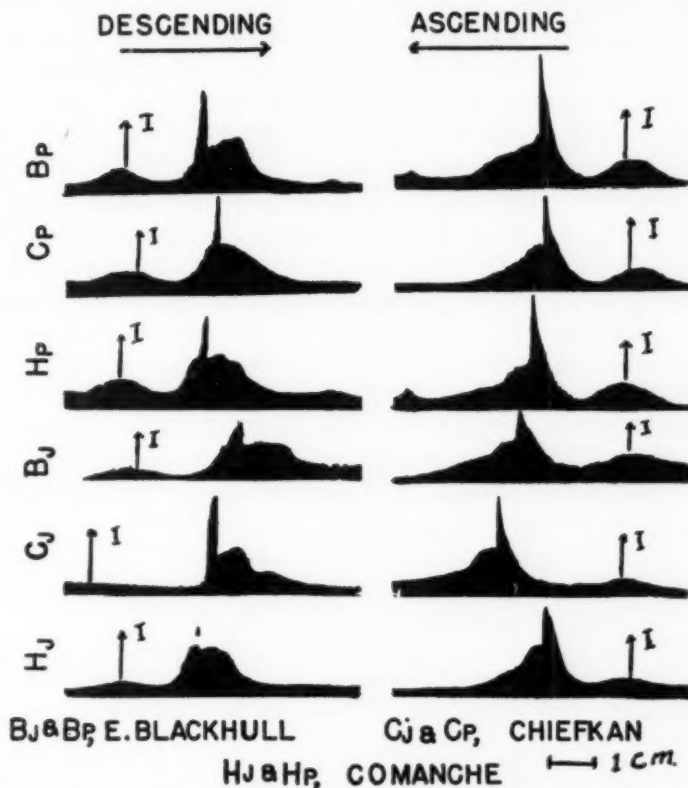 DESCENDING ASCENDING
BP I I
CP I I
HP I I
BJ I I
CJ I I
HJ I I
BJ & BP, E. BLACKHULL CJ & CP, CHIEFKAN
HJ & HP, COMANCHE 1 cm.